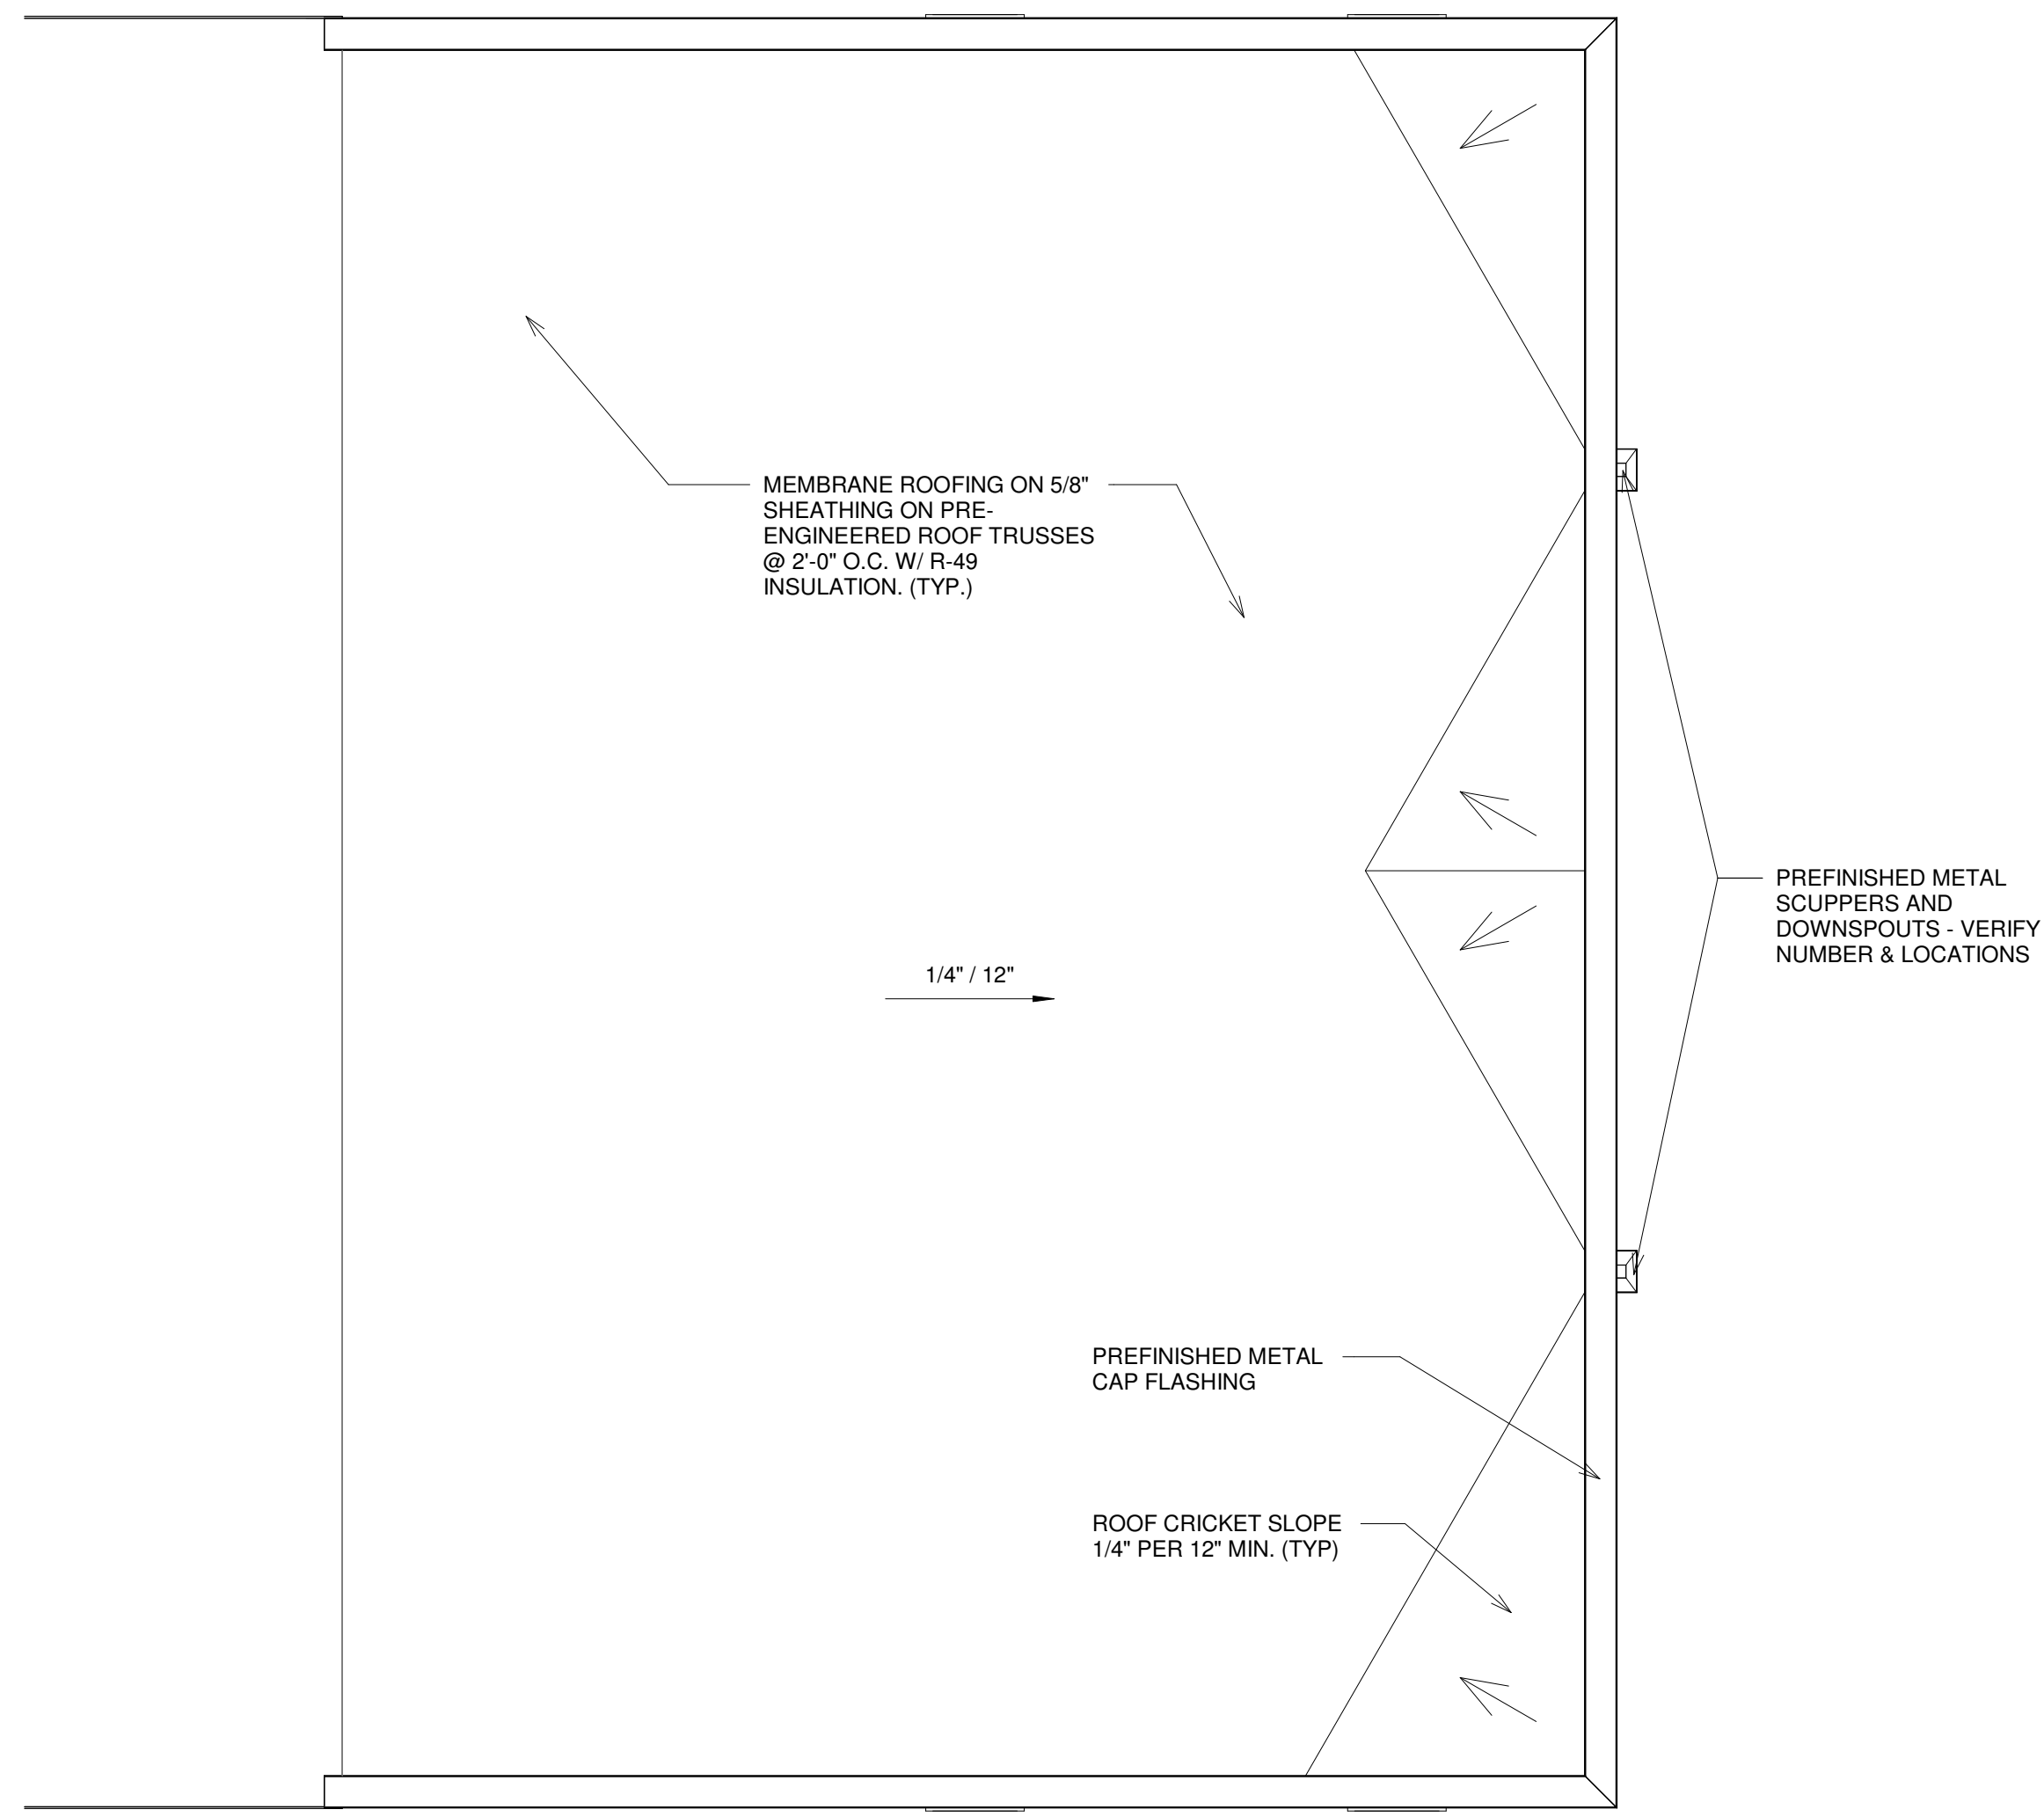 MEMBRANE ROOFING ON 5/8"
SHEATHING ON PRE-
ENGINEERED ROOF TRUSSES
@ 2'-0" O.C. W/ R-49
INSULATION. (TYP.)
PREFINISHED METAL
SCUPPERS AND
DOWNSPOUTS - VERIFY
NUMBER & LOCATIONS
1/4" / 12"
PREFINISHED METAL
CAP FLASHING
ROOF CRICKET SLOPE
1/4" PER 12" MIN. (TYP)